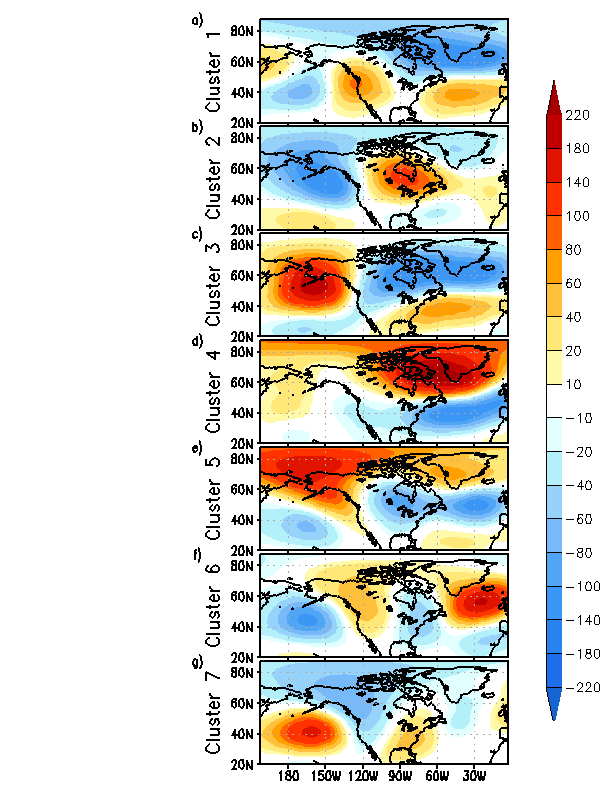 a)
Cluster 1
80N
60N
40N
20N
b)
Cluster 2
80N
60N
40N
20N
c)
Cluster 3
80N
60N
40N
20N
d)
Cluster 4
80N
60N
40N
20N
e)
Cluster 5
80N
60N
40N
20N
f)
Cluster 6
80N
60N
40N
20N
g)
Cluster 7
80N
60N
40N
20N
180 150W 120W 90W 60W 30W
220
180
140
100
80
60
40
20
10
-10
-20
-40
-60
-80
-100
-140
-180
-220